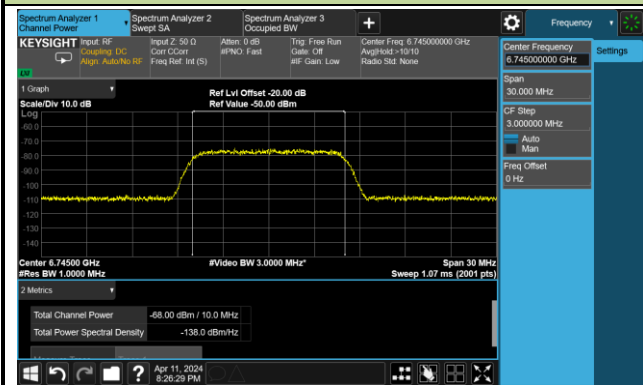 Spectrum Analyzer 1
Channel Power
Spectrum Analyzer 2
Swept SA
Spectrum Analyzer 3
Occupied BW
Frequency
KEYSIGHT
Input: RF
Coupling: DC
Align: Auto/No RF
Input Z: 50 Ω
Corr CCorr
Freq Ref: Int (S)
Atten: 0 dB
#PNO: Fast
Trig: Free Run
Gate: Off
#IF Gain: Low
Center Freq: 6.745000000 GHz
Avg|Hold:>10/10
Radio Std: None
Center Frequency
6.745000000 GHz
Settings
Span
30.000 MHz
CF Step
3.000000 MHz
Auto
Man
Freq Offset
0 Hz
1 Graph
Scale/Div 10.0 dB
Ref Lvl Offset -20.00 dB
Ref Value -50.00 dBm
Log
-60.0
-70.0
-80.0
-90.0
-100
-110
-120
-130
-140
Center 6.74500 GHz
#Video BW 3.0000 MHz*
Span 30 MHz
#Res BW 1.0000 MHz
Sweep 1.07 ms (2001 pts)
2 Metrics
Total Channel Power
-68.00 dBm / 10.0 MHz
Total Power Spectral Density
-138.0 dBm/Hz
Apr 11, 2024
8:26:29 PM